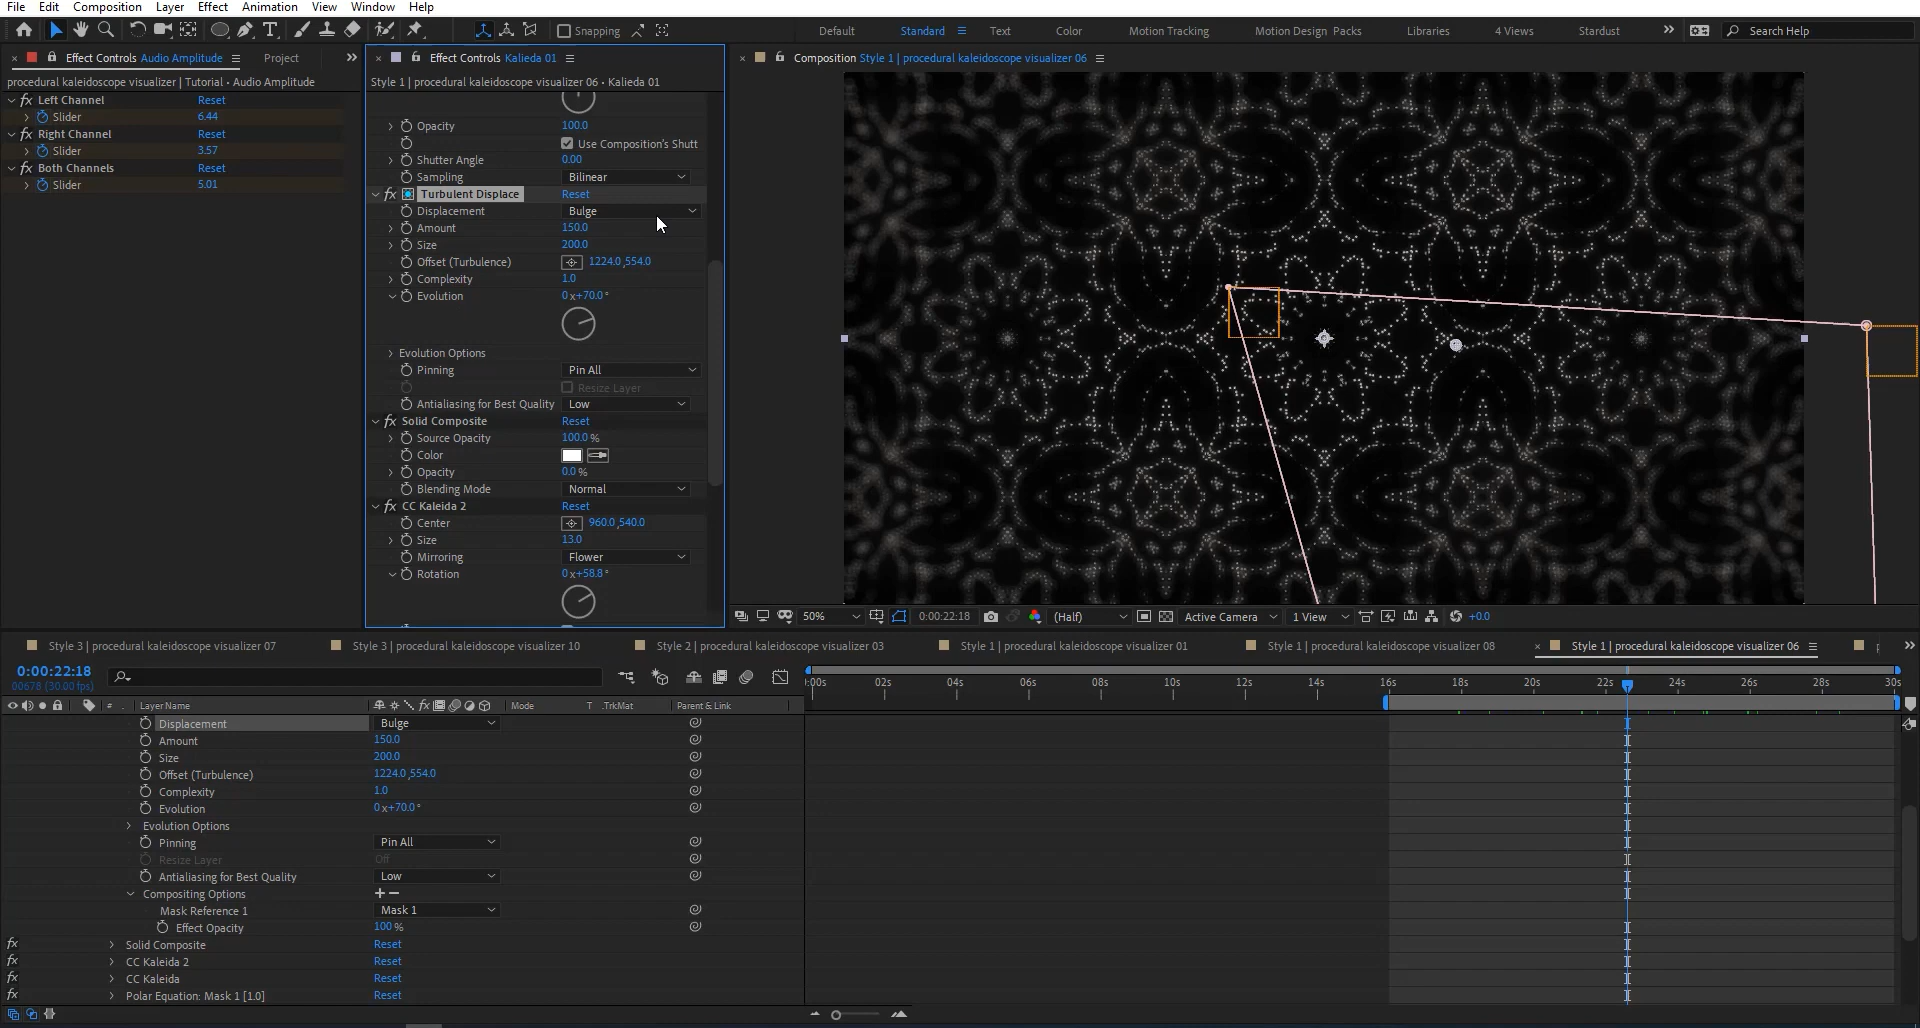 File Edit Composition Layer Effect Animation View Window Help
Snapping
Default Standard Text Color Motion Tracking Motion Design Packs Libraries 4 Views Stardust Search Help
Effect Controls Audio Amplitude Project
procedural kaleidoscope visualizer | Tutorial • Audio Amplitude
fx Left Channel Reset
Slider 6.44
fx Right Channel Reset
Slider 3.57
fx Both Channels Reset
Slider 5.01
Effect Controls Kalieda 01
Style 1 | procedural kaleidoscope visualizer 06 • Kalieda 01
Opacity 100.0
Use Composition's Shutt
Shutter Angle 0.00
Sampling Bilinear
fx Turbulent Displace Reset
Displacement Bulge
Amount 150.0
Size 200.0
Offset (Turbulence) 1224.0,554.0
Complexity 1.0
Evolution 0x+70.0°
Evolution Options
Pinning Pin All
Resize Layer
Antialiasing for Best Quality Low
fx Solid Composite Reset
Source Opacity 100.0 %
Color
Opacity 0.0 %
Blending Mode Normal
fx CC Kaleida 2 Reset
Center 960.0,540.0
Size 13.0
Mirroring Flower
Rotation 0x+58.8°
Composition Style 1 | procedural kaleidoscope visualizer 06
50% 0:00:22:18 (Half) Active Camera 1 View +0.0
Style 3 | procedural kaleidoscope visualizer 07 Style 3 | procedural kaleidoscope visualizer 10 Style 2 | procedural kaleidoscope visualizer 03 Style 1 | procedural kaleidoscope visualizer 01 Style 1 | procedural kaleidoscope visualizer 08 Style 1 | procedural kaleidoscope visualizer 06
0:00:22:18
00678 (30.00 fps)
:00s 02s 04s 06s 08s 10s 12s 14s 16s 18s 20s 22s 24s 26s 28s 30s
# Layer Name fx Mode T .TrkMat Parent & Link
Displacement Bulge
Amount 150.0
Size 200.0
Offset (Turbulence) 1224.0,554.0
Complexity 1.0
Evolution 0x+70.0°
Evolution Options
Pinning Pin All
Resize Layer Off
Antialiasing for Best Quality Low
Compositing Options + −
Mask Reference 1 Mask 1
Effect Opacity 100 %
fx Solid Composite Reset
fx CC Kaleida 2 Reset
fx CC Kaleida Reset
fx Polar Equation: Mask 1 [1.0] Reset